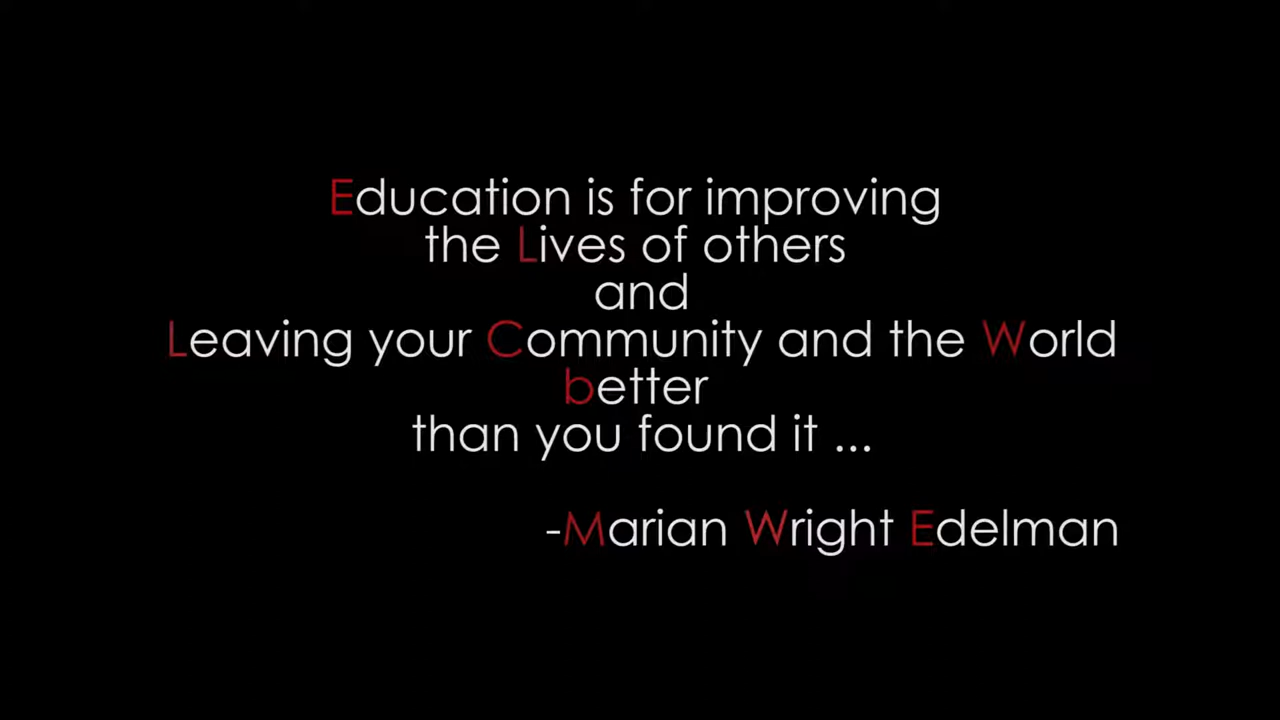 Education is for improving
the Lives of others
and
Leaving your Community and the World
better
than you found it ...
-Marian Wright Edelman